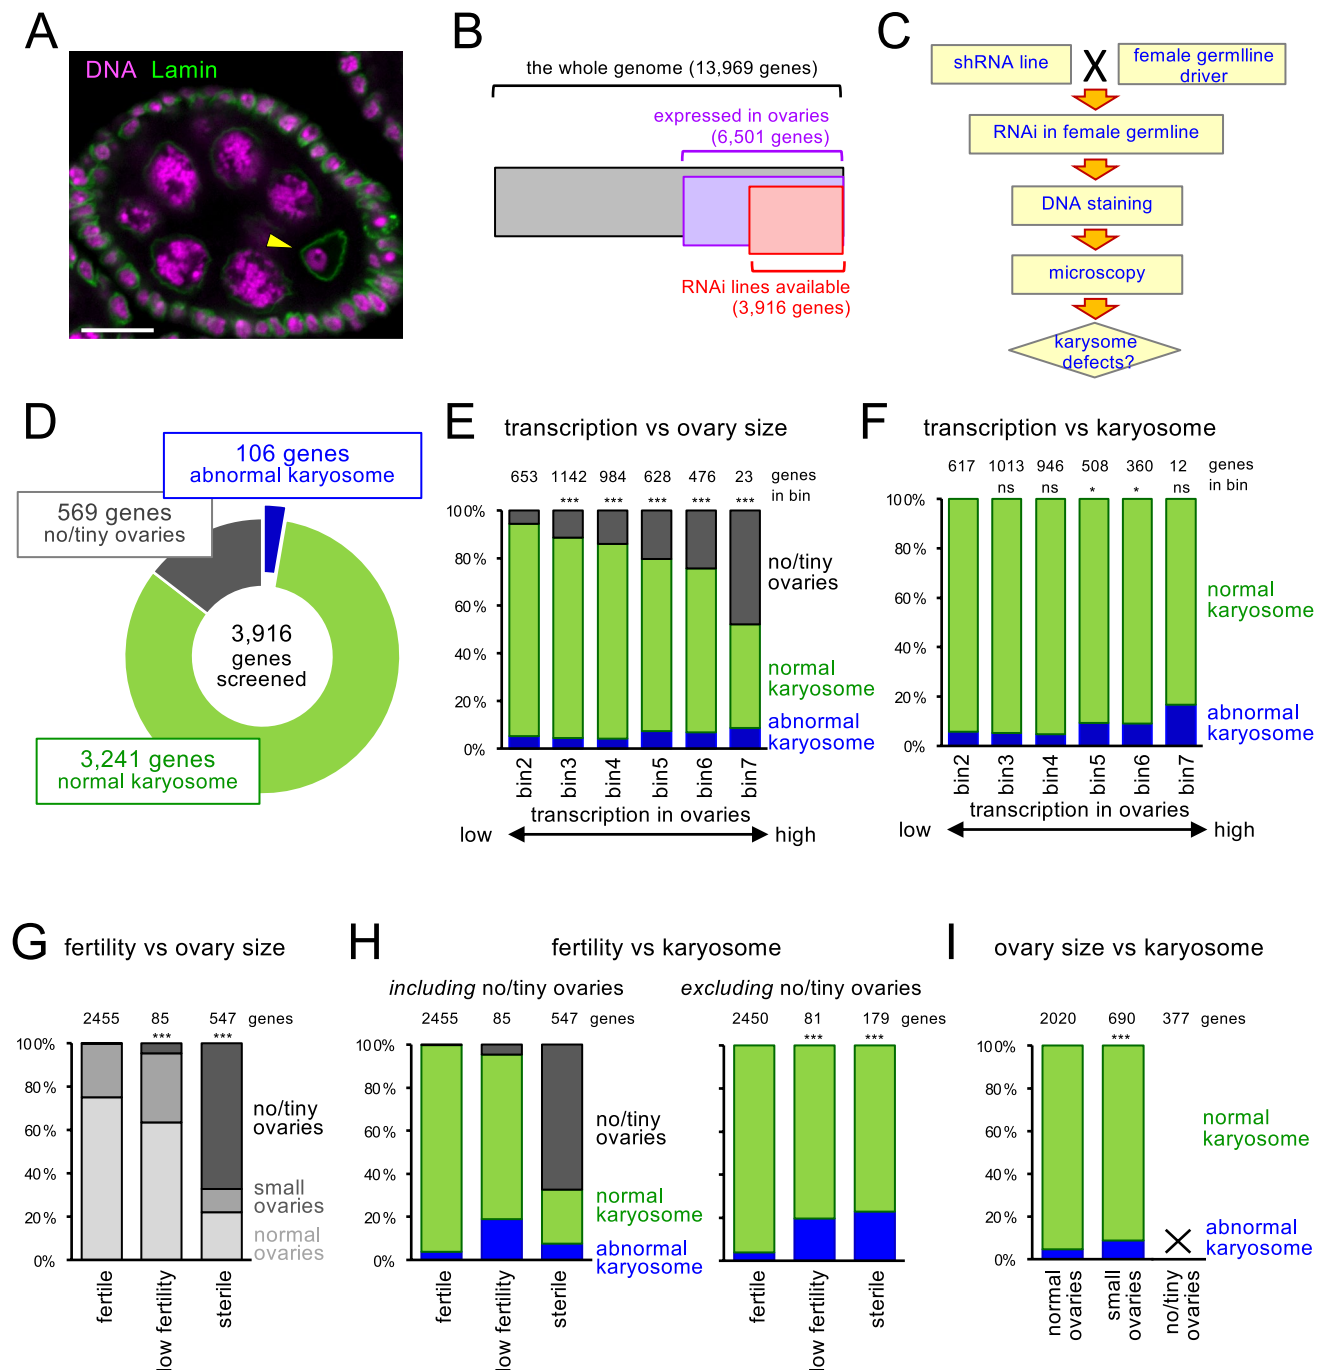 A
DNA Lamin
B
the whole genome (13,969 genes)
expressed in ovaries
(6,501 genes)
RNAi lines available
(3,916 genes)
C
shRNA line
X
female germlline
driver
RNAi in female germline
DNA staining
microscopy
karysome
defects?
D
106 genes
abnormal karyosome
569 genes
no/tiny ovaries
3,916
genes
screened
3,241 genes
normal karyosome
E
transcription vs ovary size
653 1142 984 628 476 23 genes
in bin
*** *** *** *** ***
100%
80%
60%
40%
20%
0%
no/tiny
ovaries
normal
karyosome
abnormal
karyosome
bin2
bin3
bin4
bin5
bin6
bin7
transcription in ovaries
low high
F
transcription vs karyosome
617 1013 946 508 360 12 genes
in bin
ns ns * * ns
100%
80%
60%
40%
20%
0%
normal
karyosome
abnormal
karyosome
bin2
bin3
bin4
bin5
bin6
bin7
transcription in ovaries
low high
G
fertility vs ovary size
2455 85 547 genes
*** ***
100%
80%
60%
40%
20%
0%
no/tiny
ovaries
small
ovaries
normal
ovaries
fertile
low fertility
sterile
H
fertility vs karyosome
including no/tiny ovaries
2455 85 547 genes
100%
80%
60%
40%
20%
0%
no/tiny
ovaries
normal
karyosome
abnormal
karyosome
fertile
low fertility
sterile
excluding no/tiny ovaries
2450 81 179 genes
*** ***
fertile
low fertility
sterile
I
ovary size vs karyosome
2020 690 377 genes
***
100%
80%
60%
40%
20%
0%
normal
karyosome
abnormal
karyosome
normal
ovaries
small
ovaries
no/tiny
ovaries